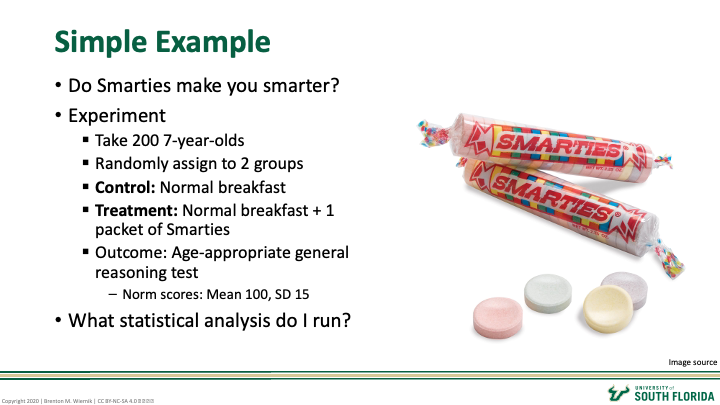 Simple Example
• Do Smarties make you smarter?
• Experiment
▪ Take 200 7-year-olds
▪ Randomly assign to 2 groups
▪ Control: Normal breakfast
▪ Treatment: Normal breakfast + 1
packet of Smarties
▪ Outcome: Age-appropriate general
reasoning test
– Norm scores: Mean 100, SD 15
• What statistical analysis do I run?
SMARTIES®
SMARTIES®
Image source
Copyright 2020 | Brenton M. Wiernik | CC BY-NC-SA 4.0
UNIVERSITY of
SOUTH FLORIDA